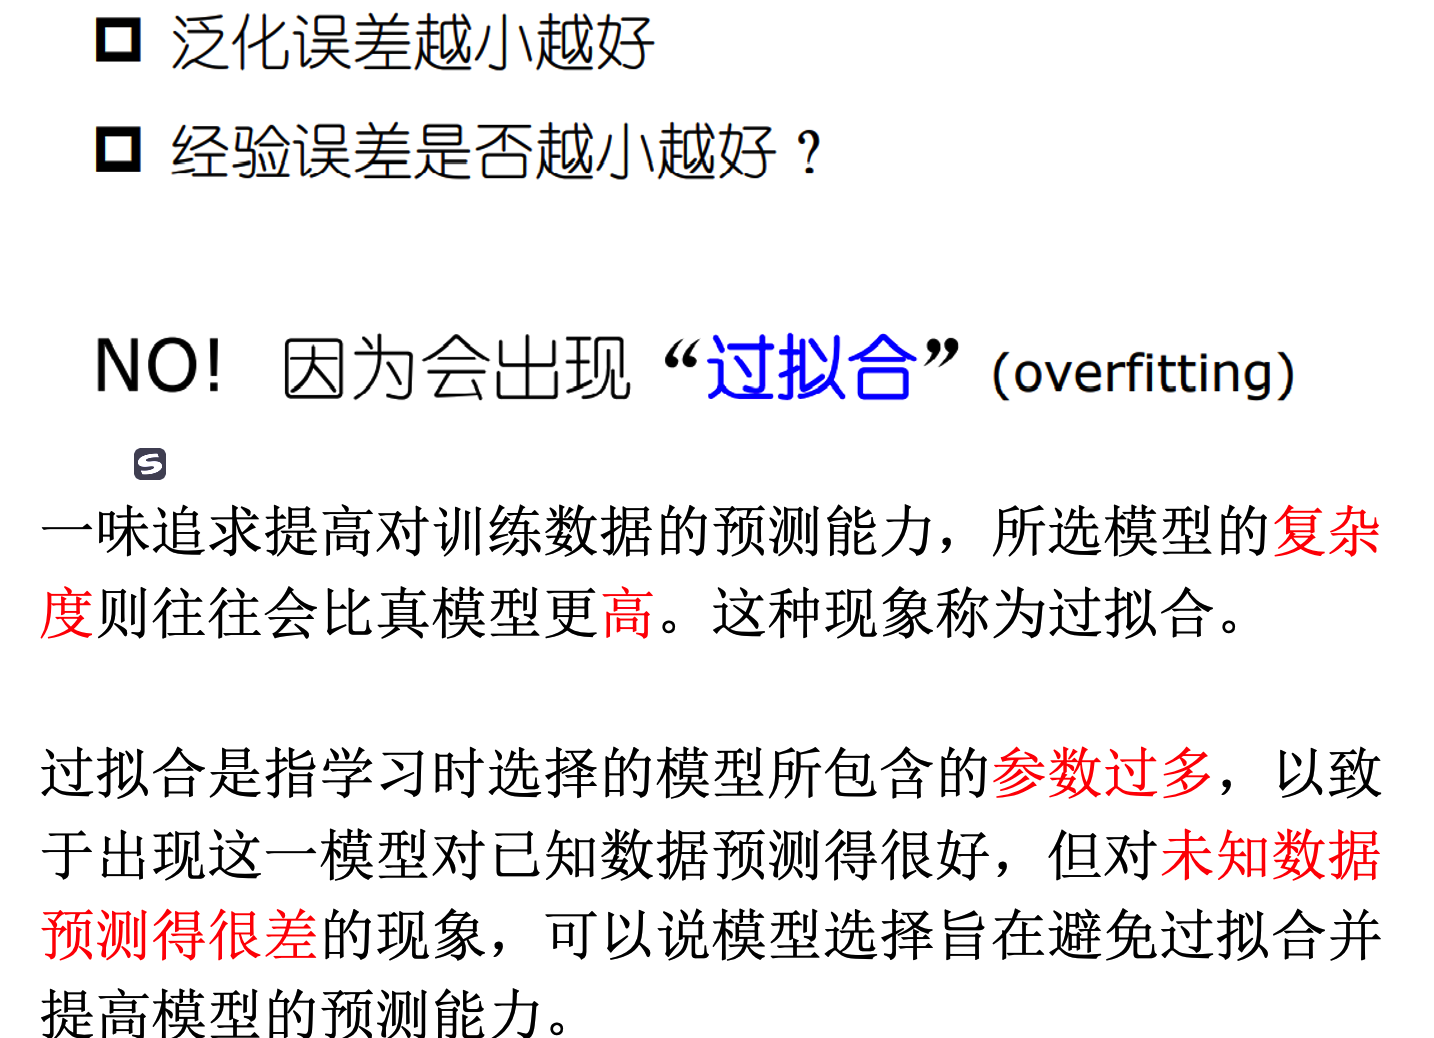 泛化误差越小越好
经验误差是否越小越好？
NO! 因为会出现“过拟合”(overfitting)
一味追求提高对训练数据的预测能力，所选模型的复杂
度则往往会比真模型更高。这种现象称为过拟合。
过拟合是指学习时选择的模型所包含的参数过多，以致
于出现这一模型对已知数据预测得很好，但对未知数据
预测得很差的现象，可以说模型选择旨在避免过拟合并
提高模型的预测能力。